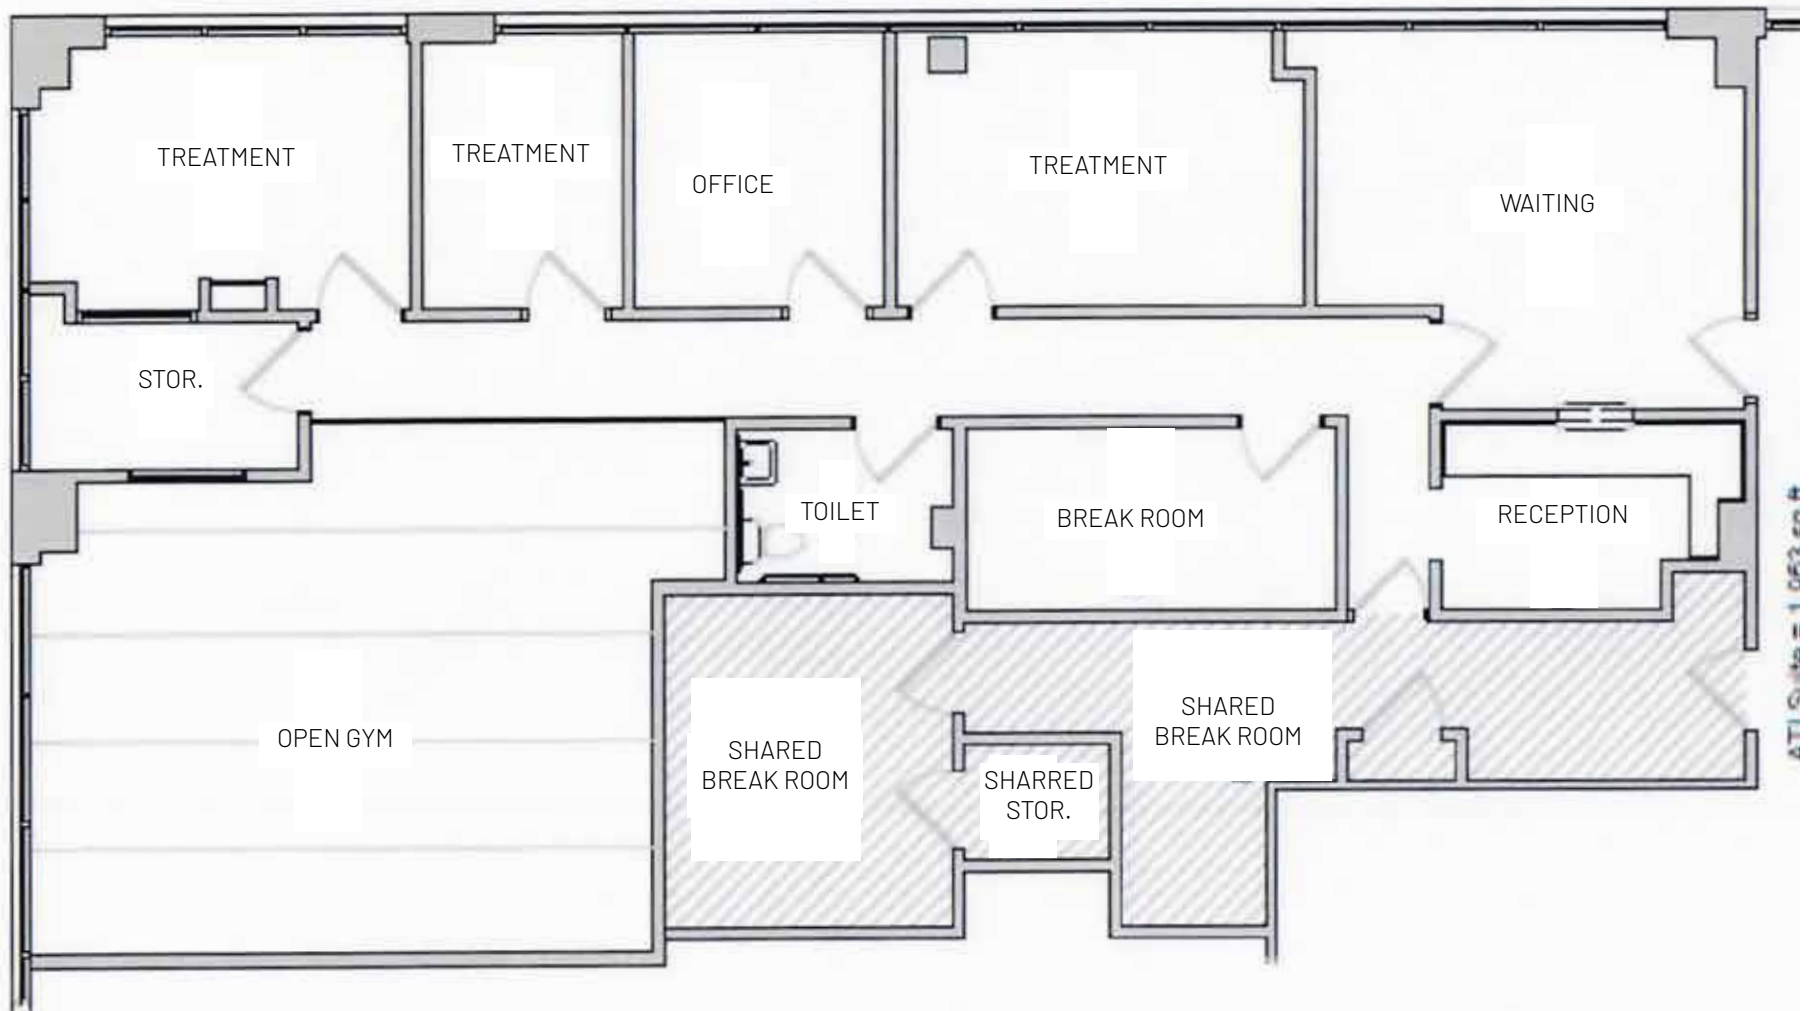 TREATMENT
TREATMENT
OFFICE
TREATMENT
WAITING
STOR.
TOILET
BREAK ROOM
RECEPTION
OPEN GYM
SHARED
BREAK ROOM
SHARRED
STOR.
SHARED
BREAK ROOM